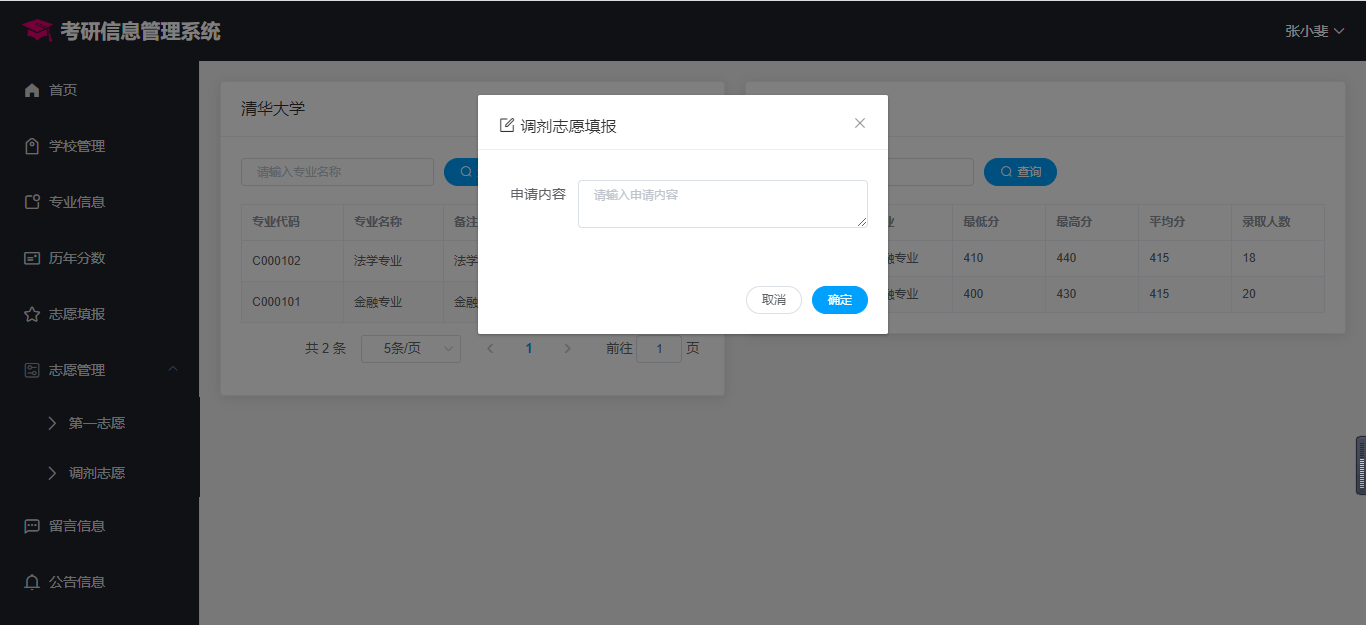 考研信息管理系统
张小斐
首页
学校管理
专业信息
历年分数
志愿填报
志愿管理
第一志愿
调剂志愿
留言信息
公告信息
清华大学
请输入专业名称
专业代码 专业名称 备注
C000102 法学专业 法学
C000101 金融专业 金融
共 2 条 5条/页 1 前往 1 页
调剂志愿填报
申请内容 请输入申请内容
取消 确定
查询
业 最低分 最高分 平均分 录取人数
融专业 410 440 415 18
融专业 400 430 415 20